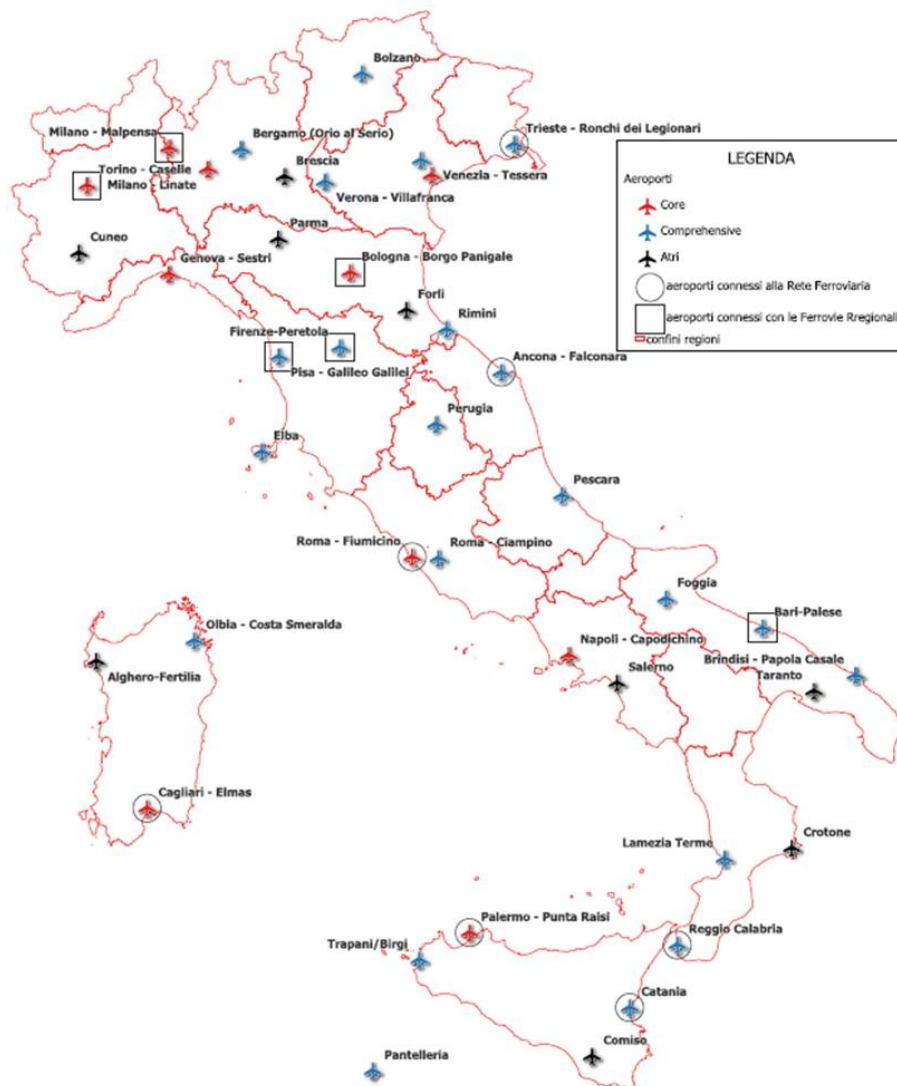 Bolzano
Milano - Malpensa
Bergamo (Orio al Serio)
Trieste - Ronchi dei Legionari
Torino - Caselle
Milano - Linate
Brescia
Venezia - Tessera
Verona - Villafranca
Cuneo
Parma
Genova - Sestri
Bologna - Borgo Panigale
Forlì
Rimini
Firenze-Peretola
Pisa - Galileo Galilei
Ancona - Falconara
Perugia
Elba
Pescara
Roma - Fiumicino
Roma - Ciampino
Foggia
Bari-Palese
Olbia - Costa Smeralda
Alghero-Fertilia
Napoli - Capodichino
Salerno
Brindisi - Papola Casale
Taranto
Cagliari - Elmas
Lamezia Terme
Crotone
Palermo - Punta Raisi
Reggio Calabria
Trapani/Birgi
Catania
Comiso
Pantelleria
LEGENDA
Aeroporti
Core
Comprehensive
Atri
aeroporti connessi alla Rete Ferroviaria
aeroporti connessi con le Ferrovie Rregionali
confini regioni